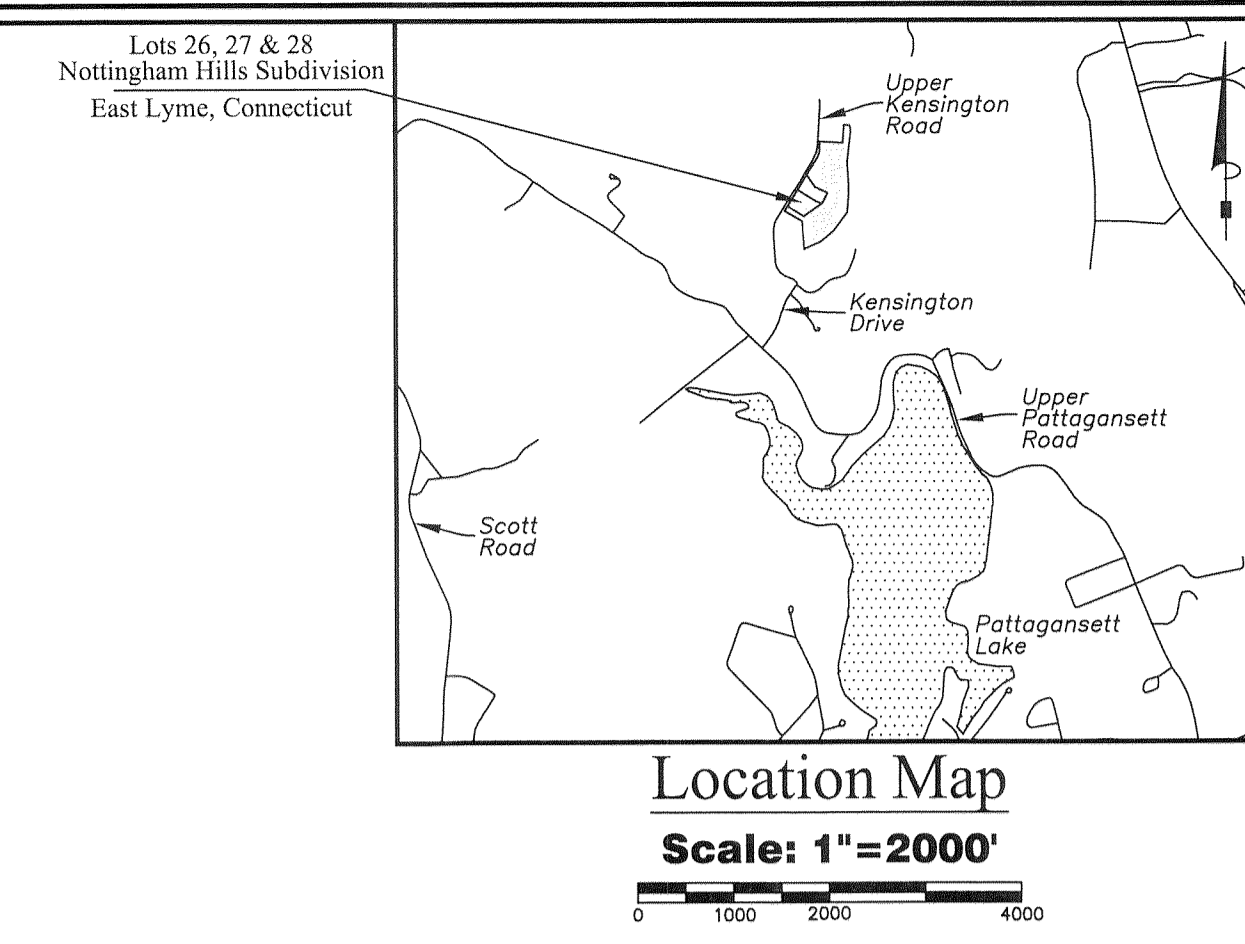 Lots 26, 27 & 28
Nottingham Hills Subdivision
East Lyme, Connecticut
Upper
Kensington
Road
Kensington
Drive
Upper
Pattagansett
Road
Scott
Road
Pattagansett
Lake
Location Map
Scale: 1"=2000'
0 1000 2000 4000